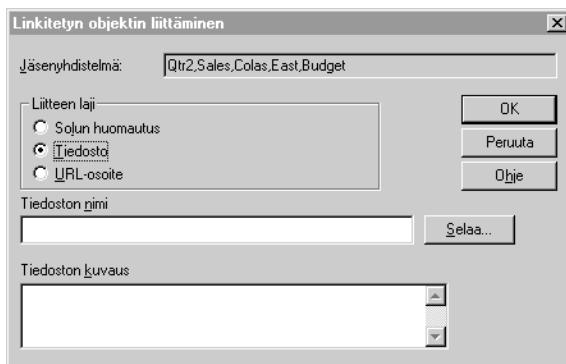 Linkitetyn objektin liittäminen
Jäsenyhdistelmä: Qtr2,Sales,Colas,East,Budget
Liitteen laji
Solun huomautus
Tiedosto
URL-osoite
OK
Peruuta
Ohje
Tiedoston nimi
Selaa...
Tiedoston kuvaus